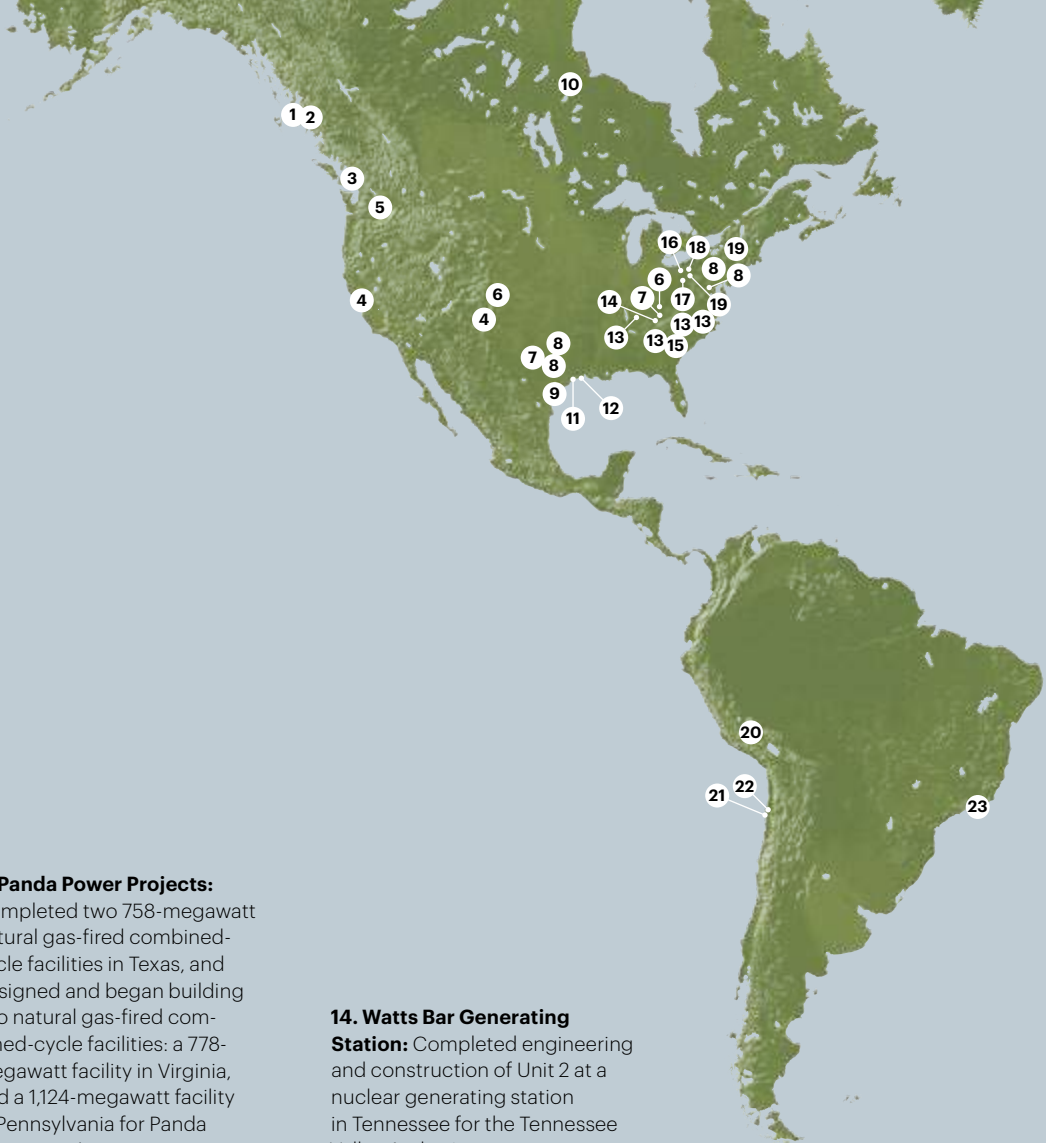 10
1 2
3
5
16 18 19
8 8
6
6
14 7 17 19
4
4
13 13 13
13 15
8
7
8
9
12
11
20
22
21
23
Panda Power Projects:
mpleted two 758-megawatt
tural gas-fired combined-
cle facilities in Texas, and
signed and began building
o natural gas-fired com-
ned-cycle facilities: a 778-
egawatt facility in Virginia,
d a 1,124-megawatt facility
Pennsylvania for Panda
14. Watts Bar Generating
Station: Completed engineering
and construction of Unit 2 at a
nuclear generating station
in Tennessee for the Tennessee